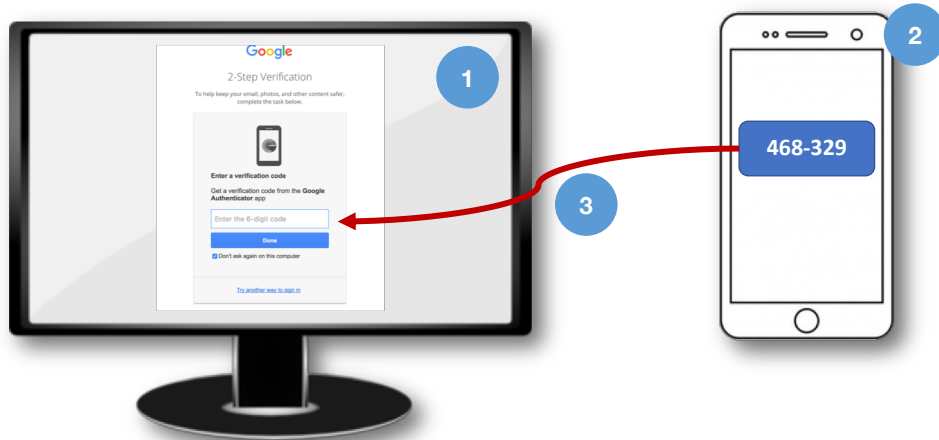 Google
1
2-Step Verification
To help keep your email, photos, and other content safer,
complete the task below.
Enter a verification code
Get a verification code from the Google
Authenticator app
Enter the 6-digit code
Done
Don't ask again on this computer
Try another way to sign in
2
468-329
3